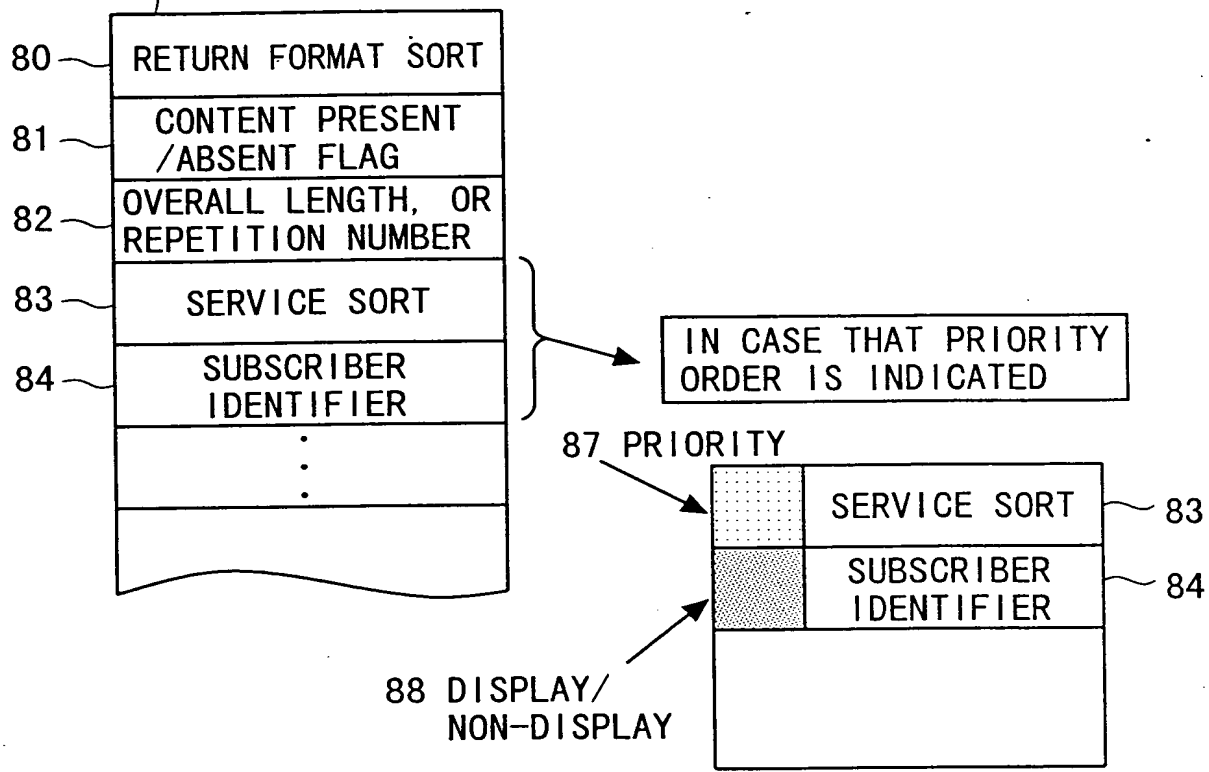 80 RETURN FORMAT SORT
81 CONTENT PRESENT
/ABSENT FLAG
82 OVERALL LENGTH, OR
REPETITION NUMBER
83 SERVICE SORT
84 SUBSCRIBER
IDENTIFIER
IN CASE THAT PRIORITY
ORDER IS INDICATED
87 PRIORITY
SERVICE SORT 83
SUBSCRIBER
IDENTIFIER 84
88 DISPLAY/
NON-DISPLAY